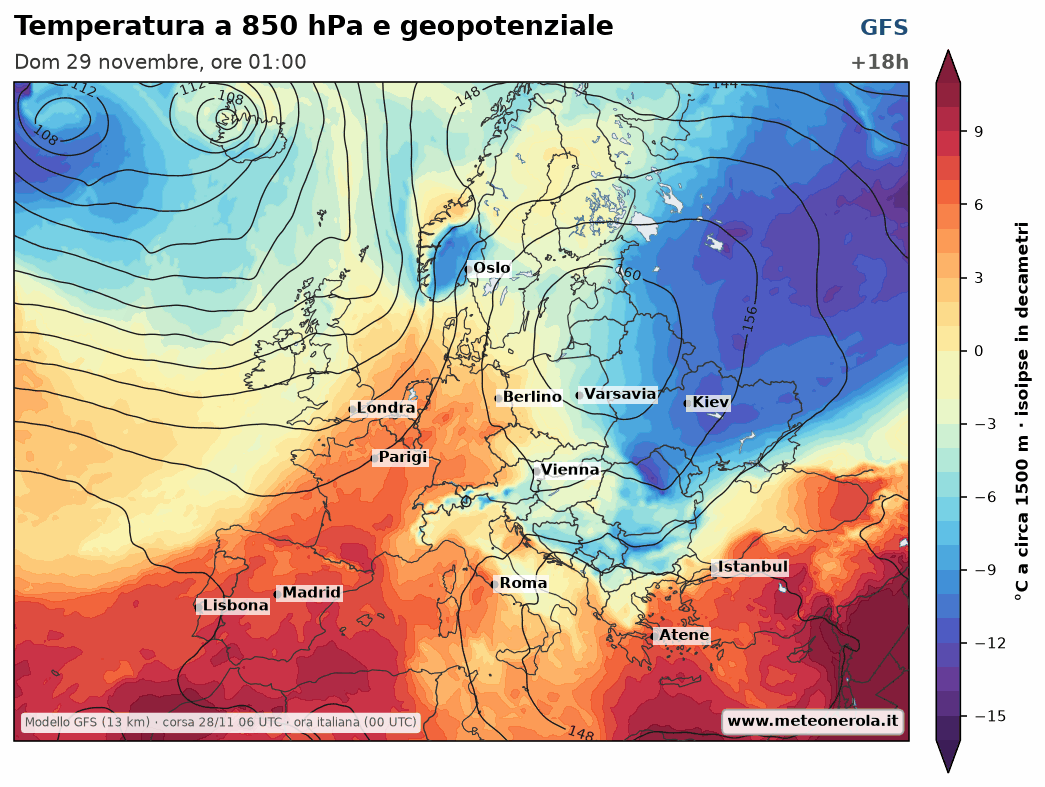 Temperatura a 850 hPa e geopotenziale
GFS
Dom 29 novembre, ore 01:00
+18h
112
112
108
108
148
144
160
156
Oslo
Berlino
Varsavia
Kiev
Londra
Parigi
Vienna
Istanbul
Roma
Madrid
Lisbona
Atene
148
Modello GFS (13 km) · corsa 28/11 06 UTC · ora italiana (00 UTC)
www.meteonerola.it
9
6
3
0
−3
−6
−9
−12
−15
°C a circa 1500 m · isoipse in decametri